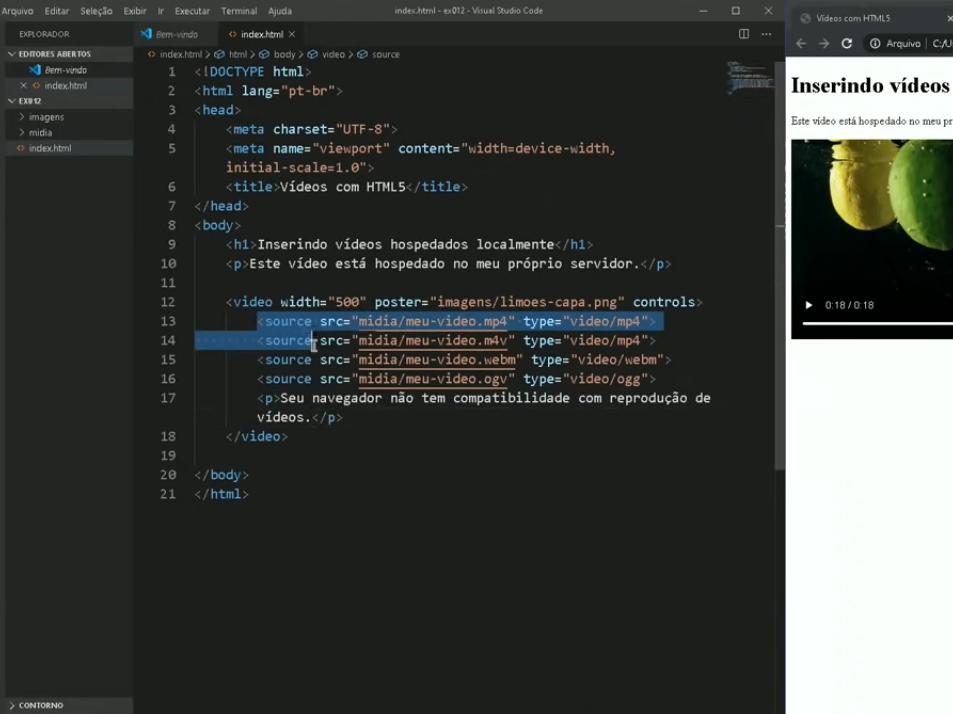 Arquivo Editar Seleção Exibir Ir Executar Terminal Ajuda
index.html - ex012 - Visual Studio Code
EXPLORADOR
EDITORES ABERTOS
Bem-vindo
index.html
EX012
imagens
midia
index.html
CONTORNO
Bem-vindo
index.html
index.html > html > body > video > source
1 <!DOCTYPE html>
2 <html lang="pt-br">
3 <head>
4 <meta charset="UTF-8">
5 <meta name="viewport" content="width=device-width,
initial-scale=1.0">
6 <title>Vídeos com HTML5</title>
7 </head>
8 <body>
9 <h1>Inserindo vídeos hospedados localmente</h1>
10 <p>Este vídeo está hospedado no meu próprio servidor.</p>
11
12 <video width="500" poster="imagens/limoes-capa.png" controls>
13 <source src="midia/meu-video.mp4" type="video/mp4">
14 <source src="midia/meu-video.m4v" type="video/mp4">
15 <source src="midia/meu-video.webm" type="video/webm">
16 <source src="midia/meu-video.ogv" type="video/ogg">
17 <p>Seu navegador não tem compatibilidade com reprodução de
vídeos.</p>
18 </video>
19
20 </body>
21 </html>
Vídeos com HTML5
Arquivo | C:/U
Inserindo vídeos
Este vídeo está hospedado no meu pr
0:18 / 0:18